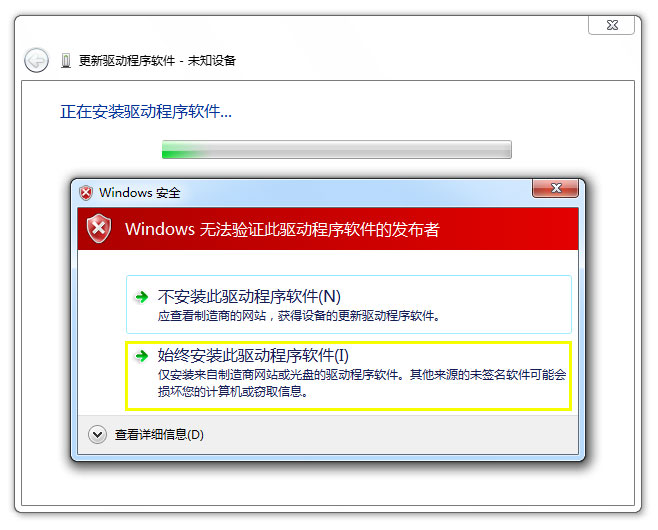 更新驱动程序软件 - 未知设备
正在安装驱动程序软件...
Windows 安全
Windows 无法验证此驱动程序软件的发布者
不安装此驱动程序软件(N)
应查看制造商的网站，获得设备的更新驱动程序软件。
始终安装此驱动程序软件(I)
仅安装来自制造商网站或光盘的驱动程序软件。其他来源的未签名软件可能会
损坏您的计算机或窃取信息。
查看详细信息(D)